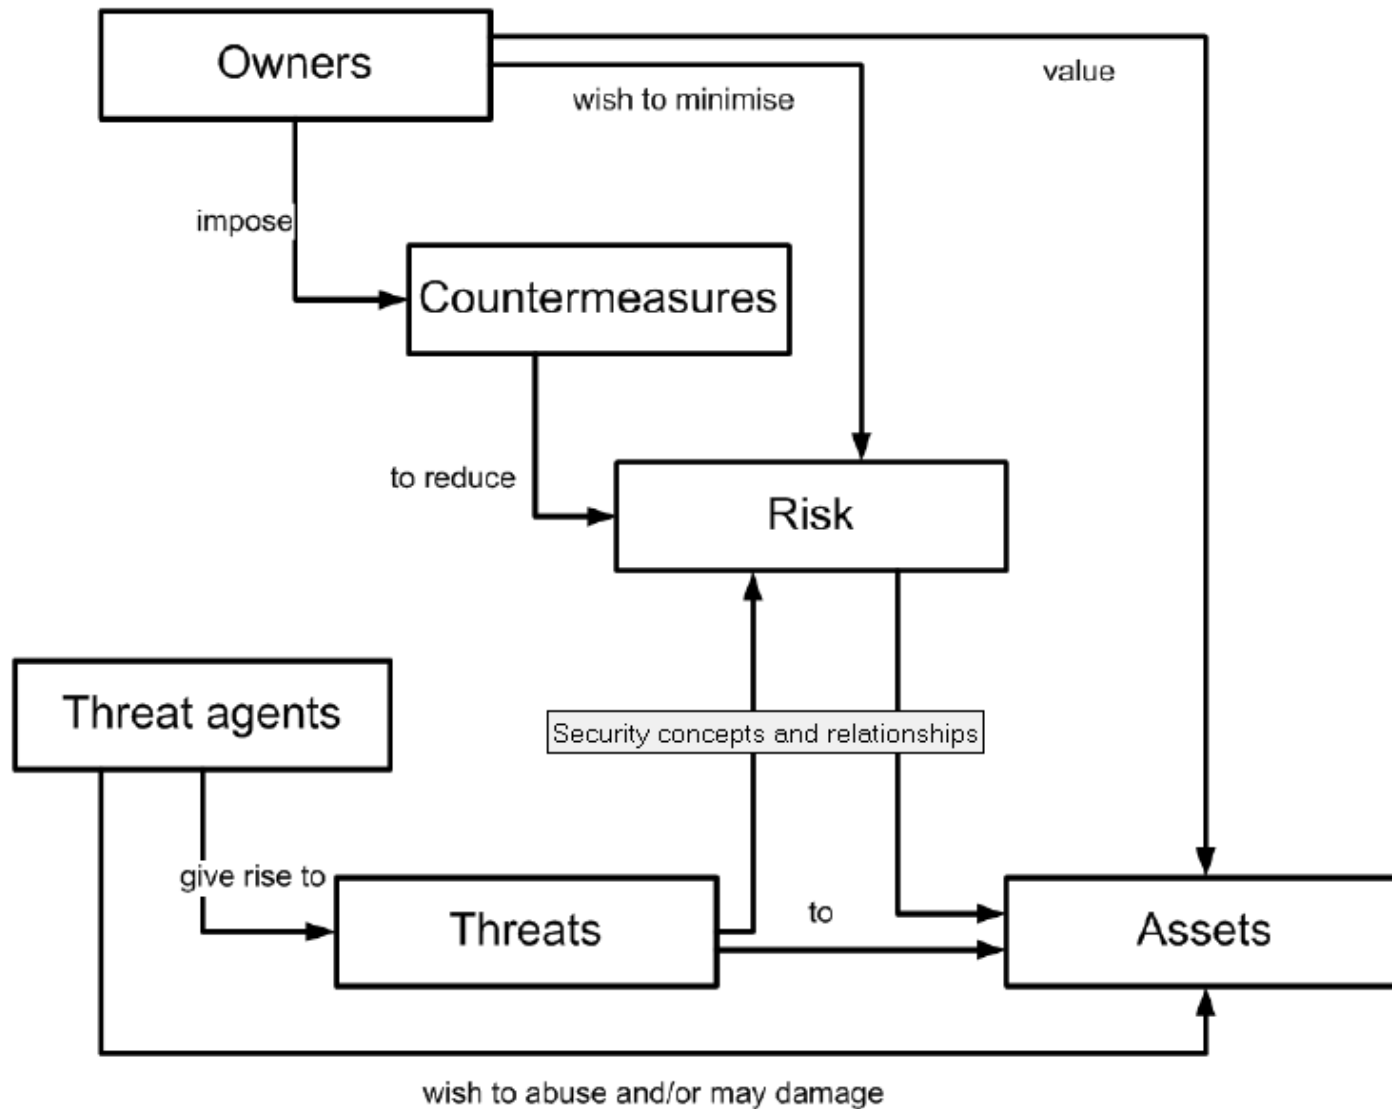 Owners
value
wish to minimise
impose
Countermeasures
to reduce
Risk
Threat agents
Security concepts and relationships
give rise to
Threats
to
Assets
wish to abuse and/or may damage